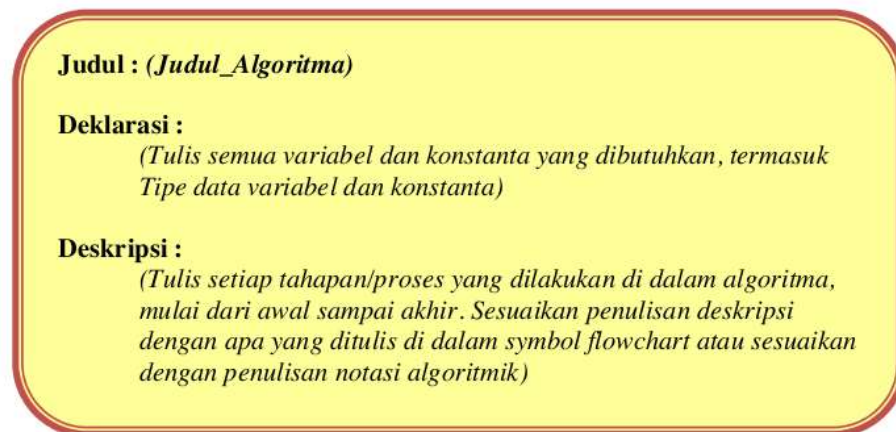 Judul : (Judul_Algoritma)
Deklarasi :
(Tulis semua variabel dan konstanta yang dibutuhkan, termasuk
Tipe data variabel dan konstanta)
Deskripsi :
(Tulis setiap tahapan/proses yang dilakukan di dalam algoritma,
mulai dari awal sampai akhir. Sesuaikan penulisan deskripsi
dengan apa yang ditulis di dalam symbol flowchart atau sesuaikan
dengan penulisan notasi algoritmik)